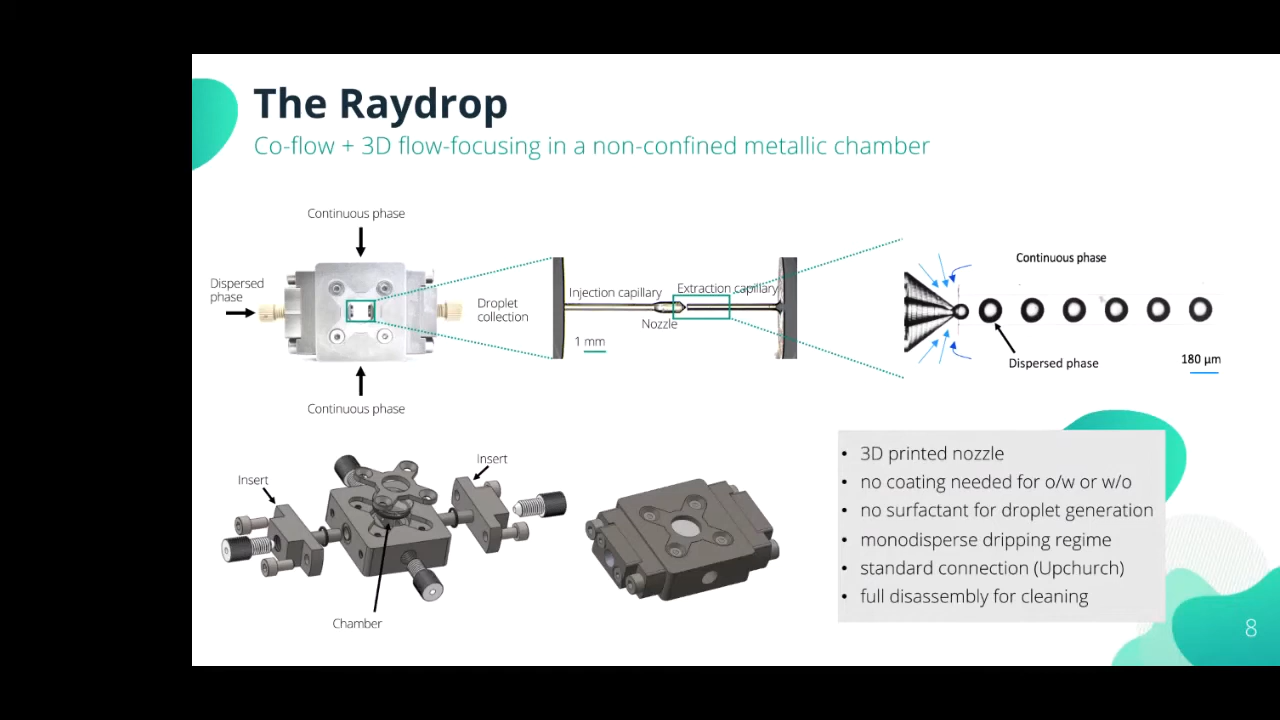 The Raydrop
Co-flow + 3D flow-focusing in a non-confined metallic chamber
Continuous phase
Dispersed
phase
Droplet
collection
Continuous phase
Injection capillary
Extraction capillary
Nozzle
1 mm
Continuous phase
Dispersed phase
180 µm
Insert
Insert
Chamber
• 3D printed nozzle
• no coating needed for o/w or w/o
• no surfactant for droplet generation
• monodisperse dripping regime
• standard connection (Upchurch)
• full disassembly for cleaning
8